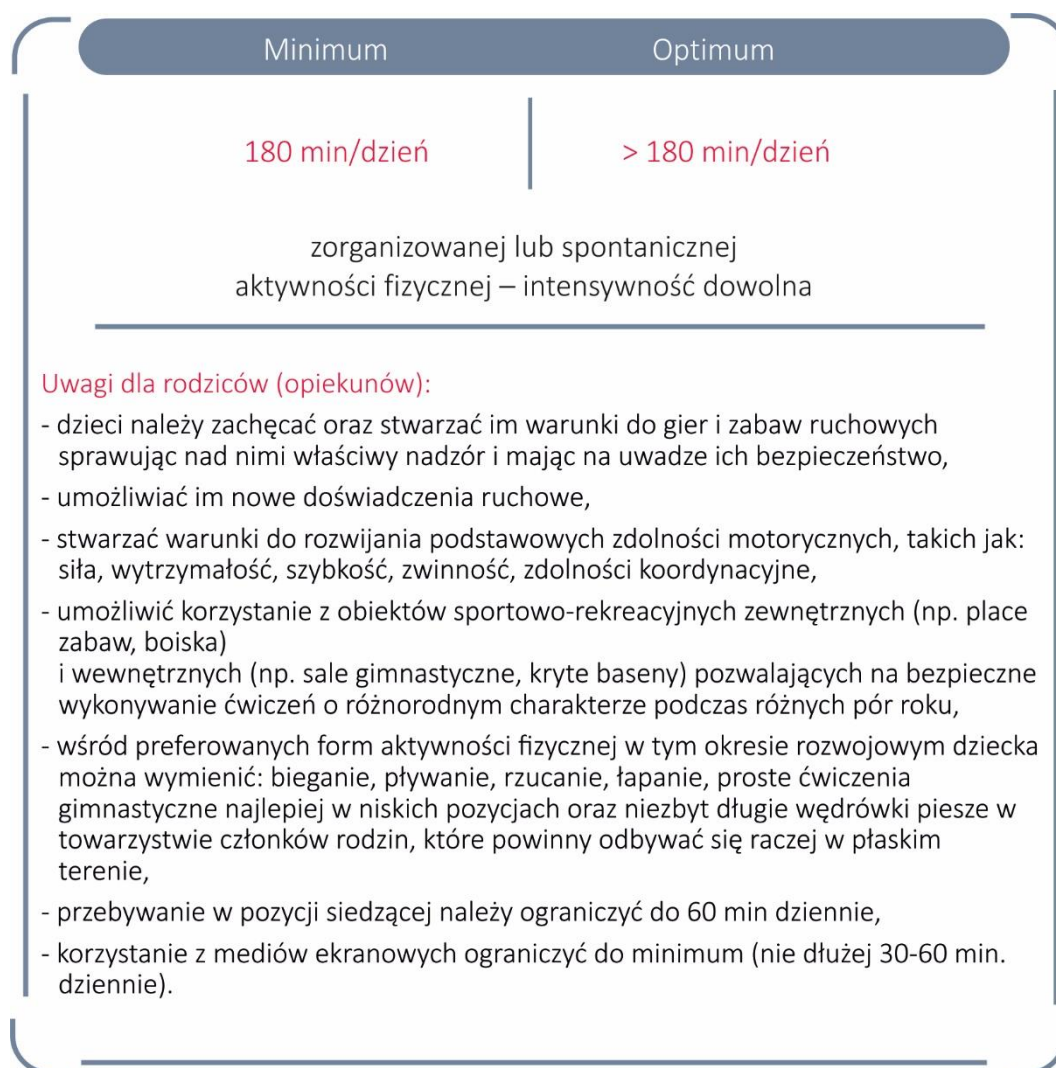 Minimum Optimum
180 min/dzień > 180 min/dzień
zorganizowanej lub spontanicznej
aktywności fizycznej – intensywność dowolna
Uwagi dla rodziców (opiekunów):
- dzieci należy zachęcać oraz stwarzać im warunki do gier i zabaw ruchowych
sprawując nad nimi właściwy nadzór i mając na uwadze ich bezpieczeństwo,
- umożliwiać im nowe doświadczenia ruchowe,
- stwarzać warunki do rozwijania podstawowych zdolności motorycznych, takich jak:
siła, wytrzymałość, szybkość, zwinność, zdolności koordynacyjne,
- umożliwić korzystanie z obiektów sportowo-rekreacyjnych zewnętrznych (np. place
zabaw, boiska)
i wewnętrznych (np. sale gimnastyczne, kryte baseny) pozwalających na bezpieczne
wykonywanie ćwiczeń o różnorodnym charakterze podczas różnych pór roku,
- wśród preferowanych form aktywności fizycznej w tym okresie rozwojowym dziecka
można wymienić: bieganie, pływanie, rzucanie, łapanie, proste ćwiczenia
gimnastyczne najlepiej w niskich pozycjach oraz niezbyt długie wędrówki piesze w
towarzystwie członków rodzin, które powinny odbywać się raczej w płaskim
terenie,
- przebywanie w pozycji siedzącej należy ograniczyć do 60 min dziennie,
- korzystanie z mediów ekranowych ograniczyć do minimum (nie dłużej 30-60 min.
dziennie).